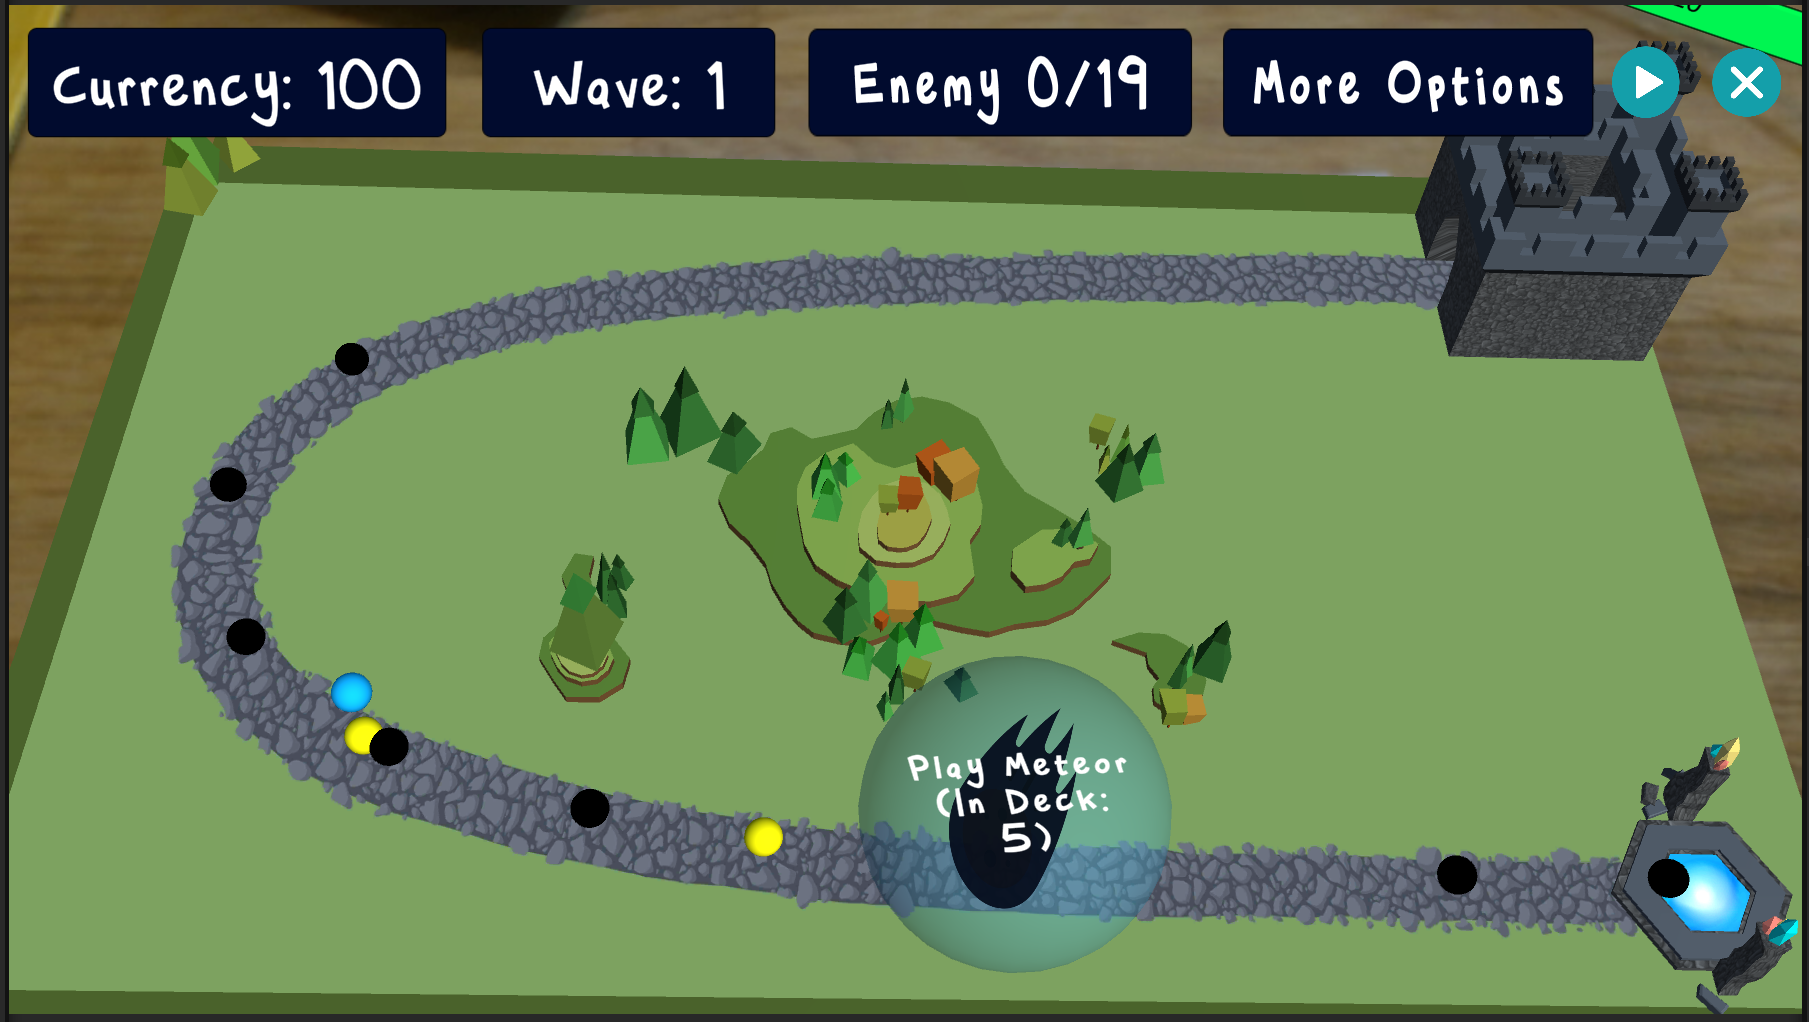 Currency: 100
Wave: 1
Enemy 0/19
More Options
Play Meteor
(In Deck:
5)